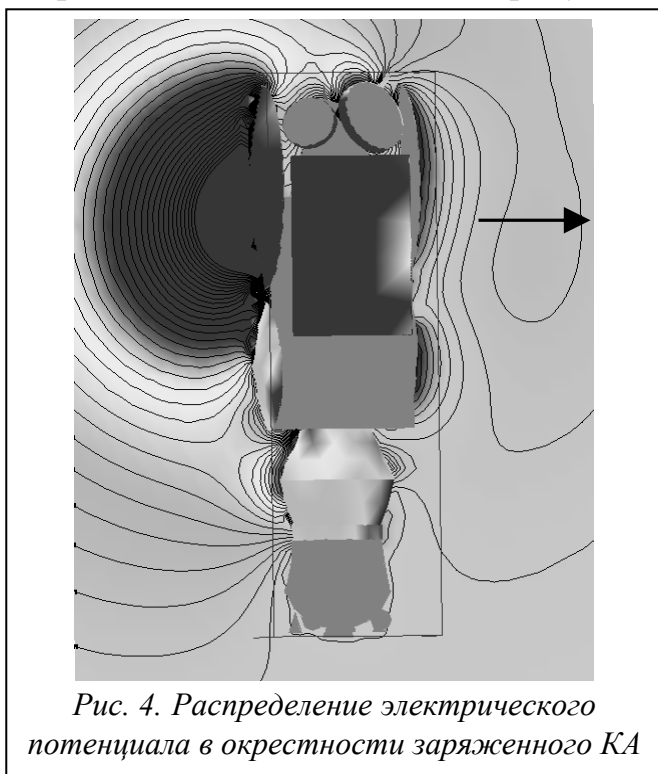 Рис. 4. Распределение электрического
потенциала в окрестности заряженного КА